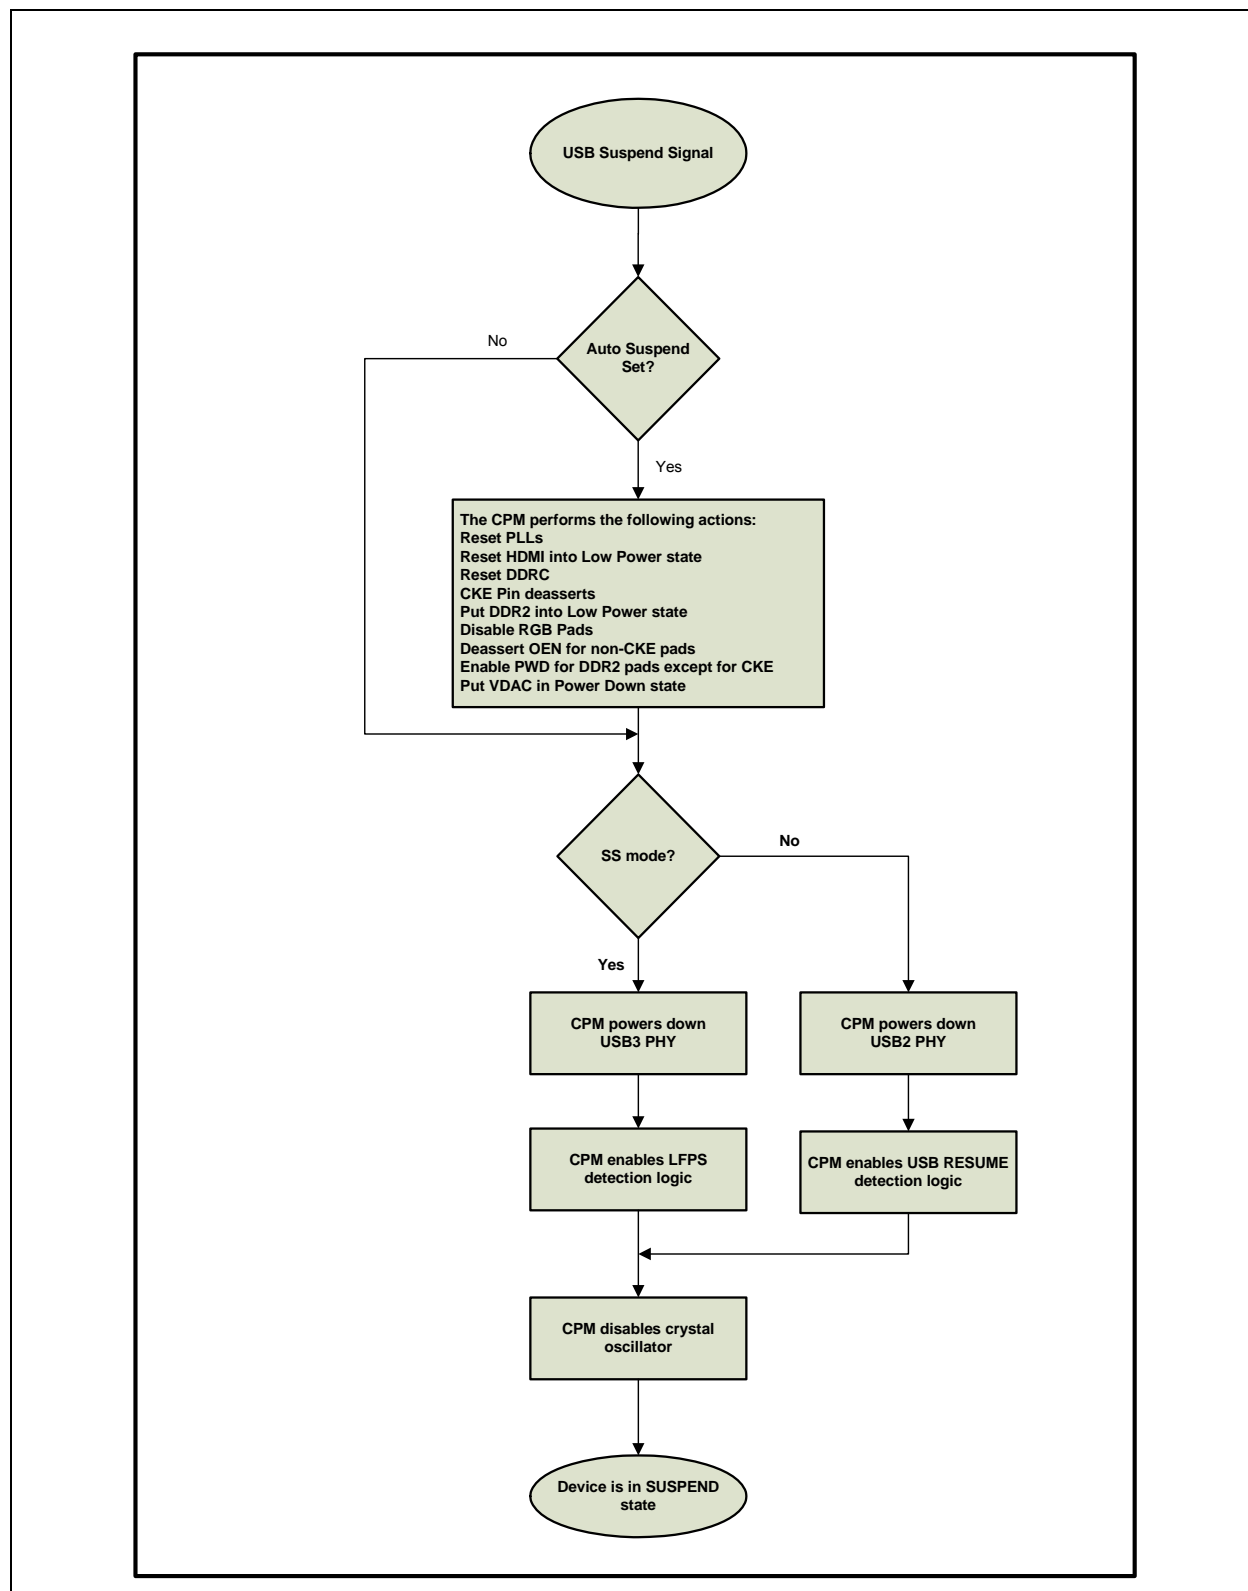 USB Suspend Signal
Auto Suspend
Set?
No
Yes
The CPM performs the following actions:
Reset PLLs
Reset HDMI into Low Power state
Reset DDRC
CKE Pin deasserts
Put DDR2 into Low Power state
Disable RGB Pads
Deassert OEN for non-CKE pads
Enable PWD for DDR2 pads except for CKE
Put VDAC in Power Down state
SS mode?
No
Yes
CPM powers down
USB3 PHY
CPM powers down
USB2 PHY
CPM enables LFPS
detection logic
CPM enables USB RESUME
detection logic
CPM disables crystal
oscillator
Device is in SUSPEND
state